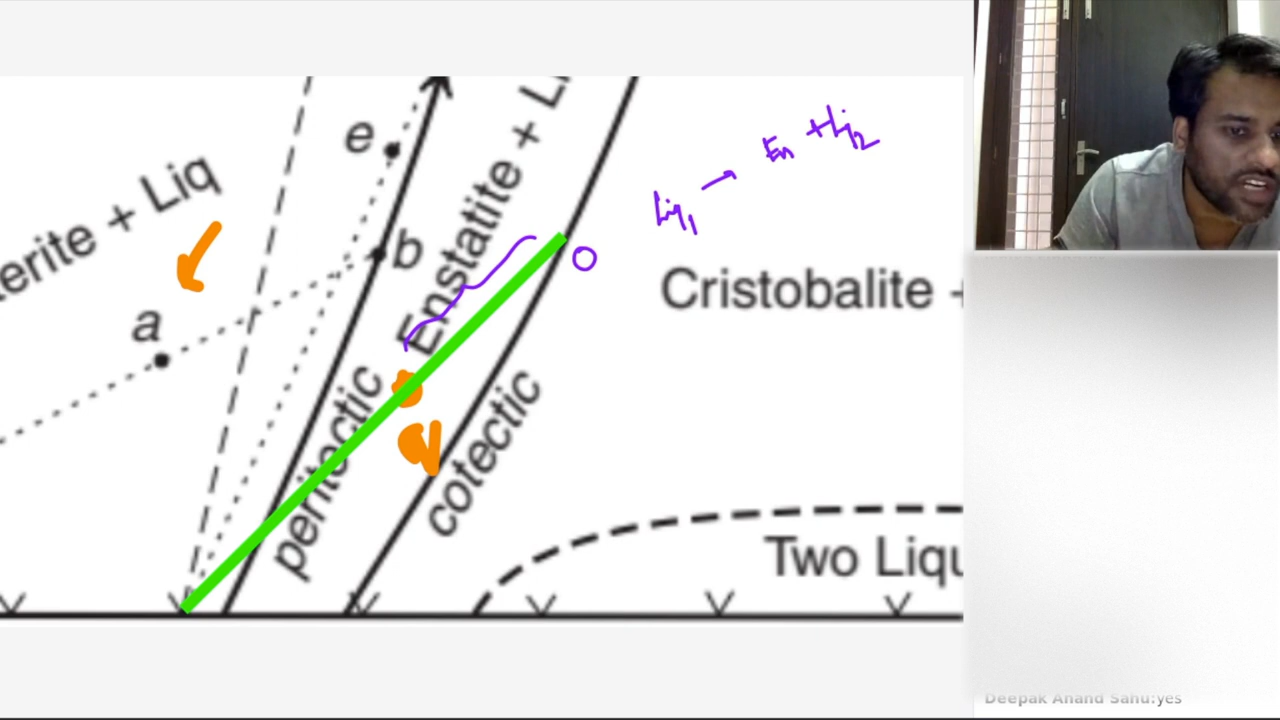 erite + Liq
e
Enstatite + Li
Liq₁ → En + Liq₂
b
a
O
Cristobalite +
peritectic
cotectic
Two Liqu
Deepak Anand Sahu:yes